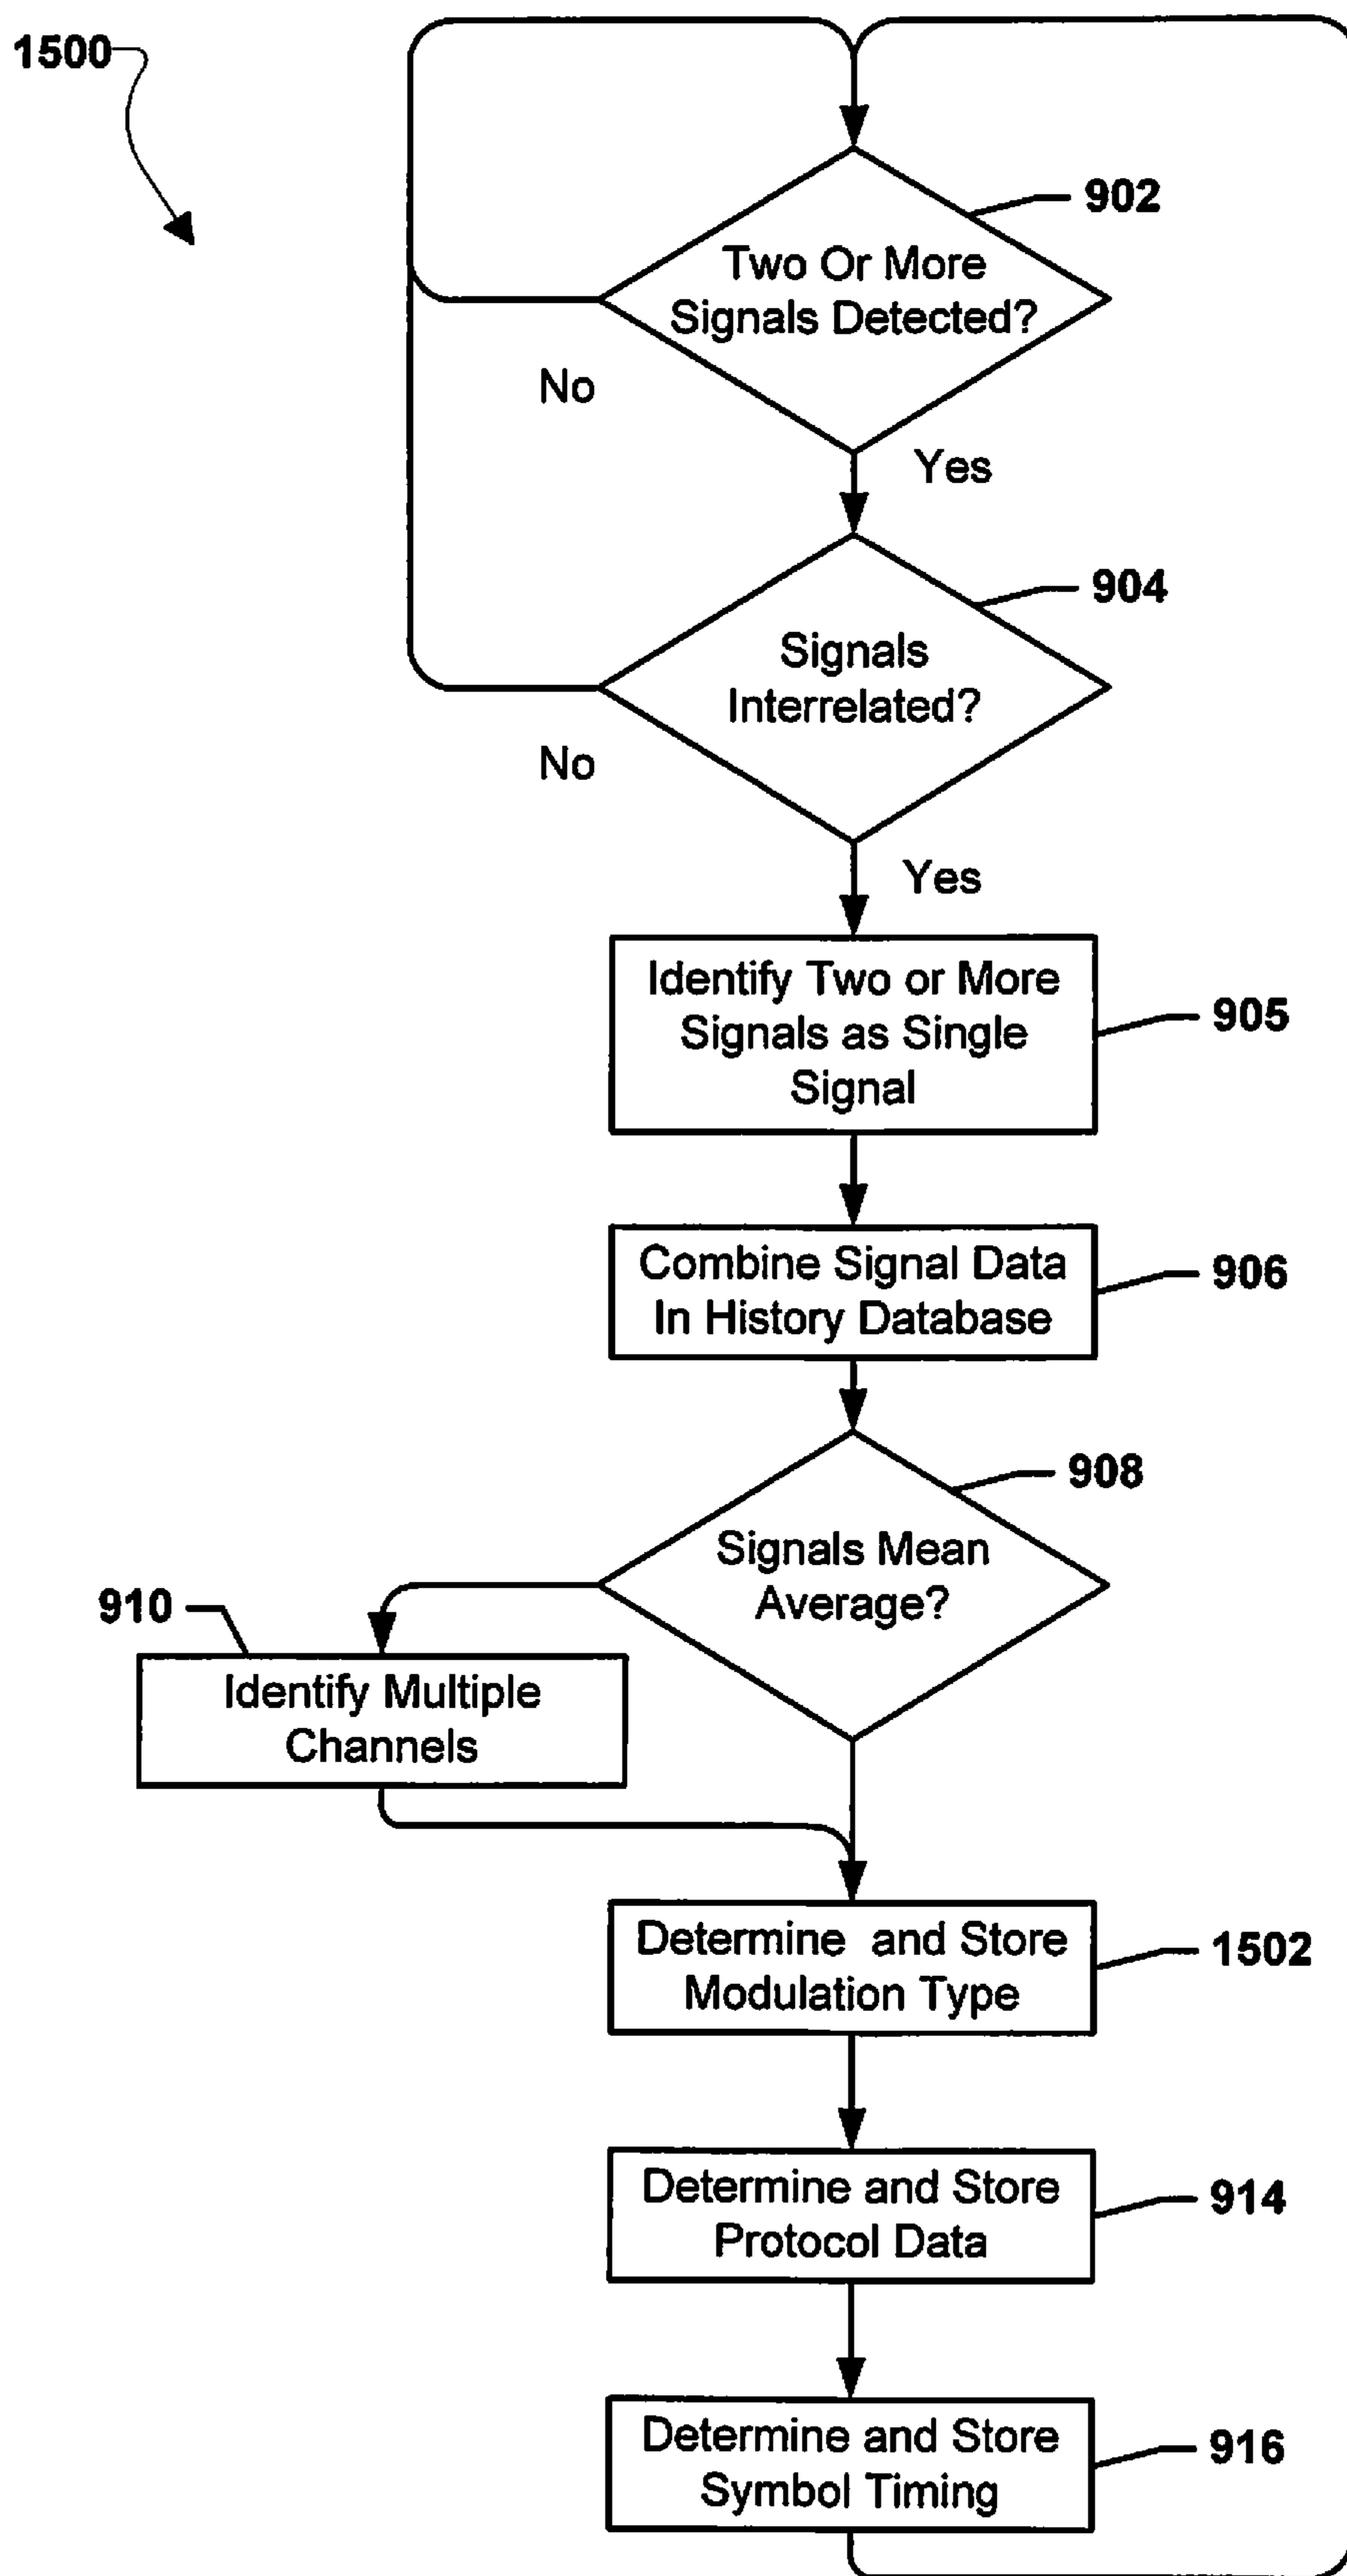 1500
902
Two Or More
Signals Detected?
No
Yes
904
Signals
Interrelated?
No
Yes
Identify Two or More
Signals as Single
Signal
905
Combine Signal Data
In History Database
906
908
Signals Mean
Average?
910
Identify Multiple
Channels
Determine and Store
Modulation Type
1502
Determine and Store
Protocol Data
914
Determine and Store
Symbol Timing
916